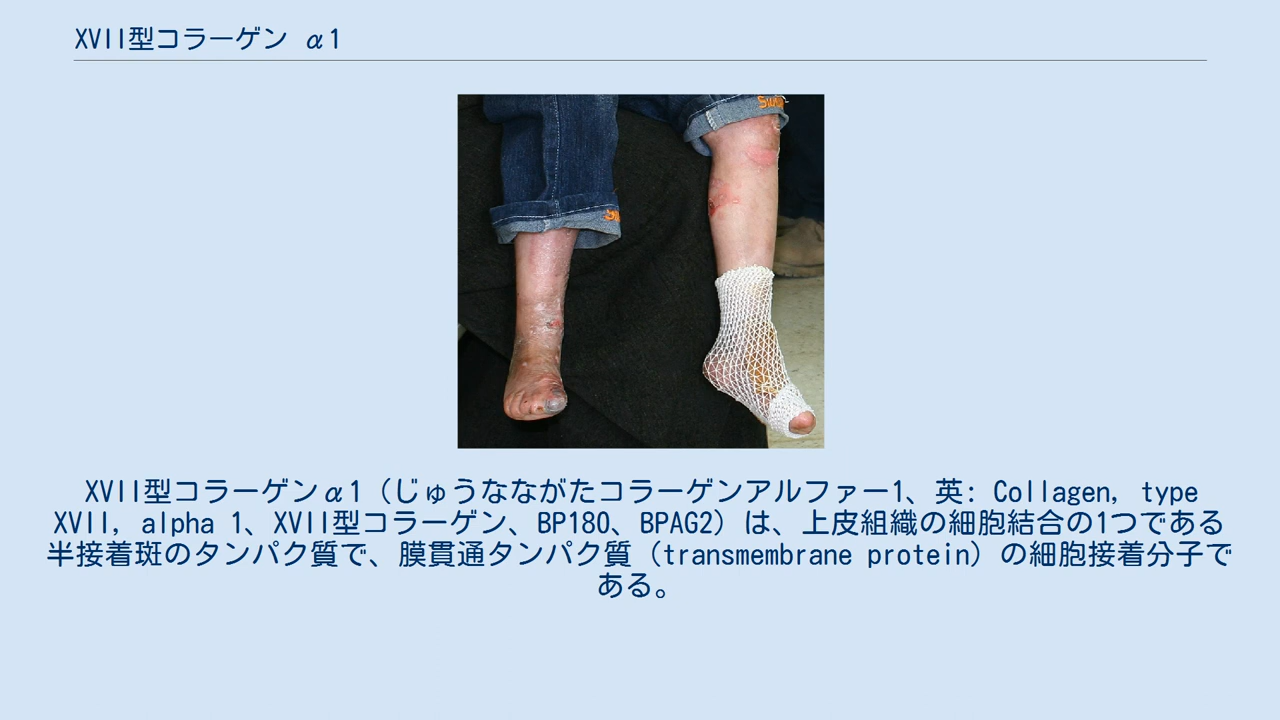 XVII型コラーゲン α1
XVII型コラーゲンα1（じゅうななががたコラーゲンアルファー1、英: Collagen, type
XVII, alpha 1、XVII型コラーゲン、BP180、BPAG2）は、上皮組織の細胞結合の1つである
半接着斑のタンパク質で、膜貫通タンパク質（transmembrane protein）の細胞接着分子で
ある。